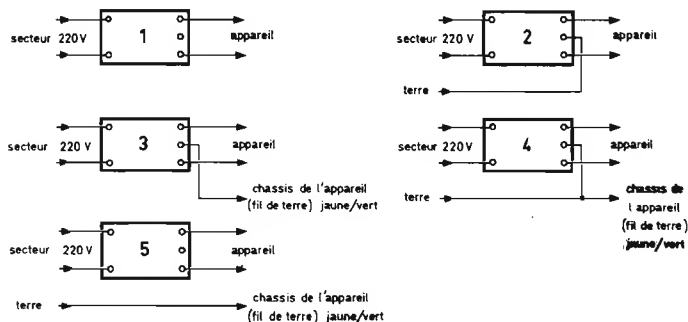 secteur 220 V 1 appareil
secteur 220 V 2 appareil
terre
secteur 220 V 3 appareil
chassis de l'appareil
(fil de terre) jaune/vert
secteur 220 V 4 appareil
terre
chassis de
l appareil
(fil de terre)
jaune/vert
secteur 220 V 5 appareil
terre
chassis de l'appareil
(fil de terre) jaune/vert